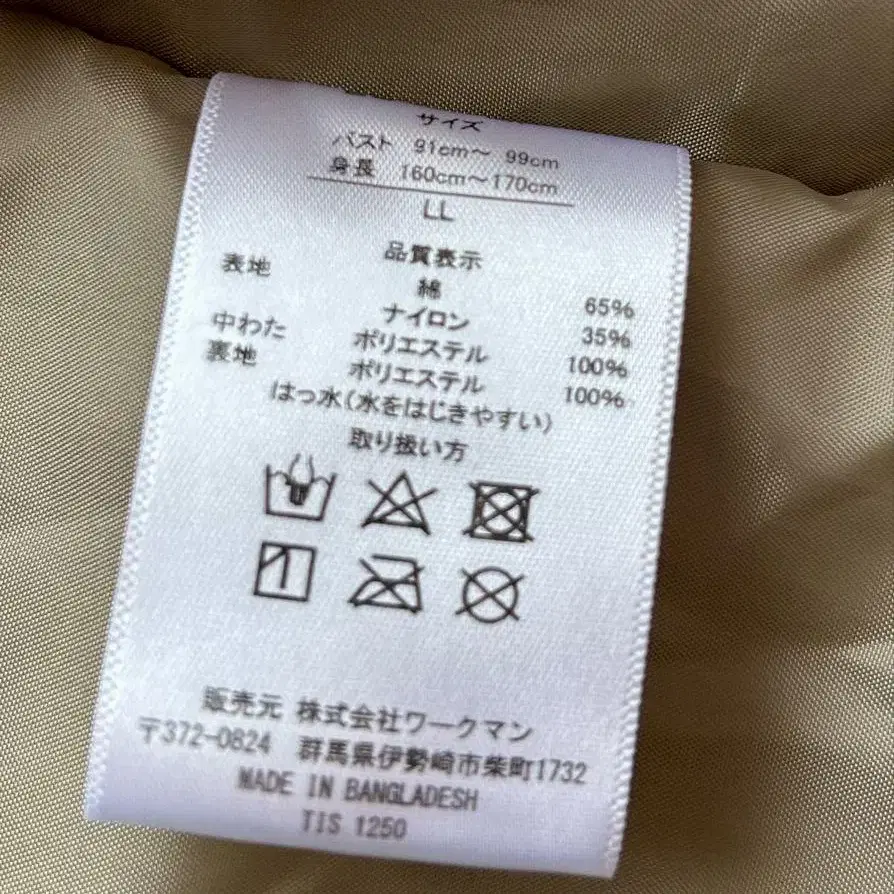 サイズ
バスト 91cm～ 99cm
身長 160cm～170cm
LL
品質表示
表地
綿 65%
ナイロン 35%
中わた ポリエステル 100%
裏地 ポリエステル 100%
はっ水(水をはじきやすい)
取り扱い方
販売元 株式会社ワークマン
〒372-0824 群馬県伊勢崎市柴町1732
MADE IN BANGLADESH
TIS 1250